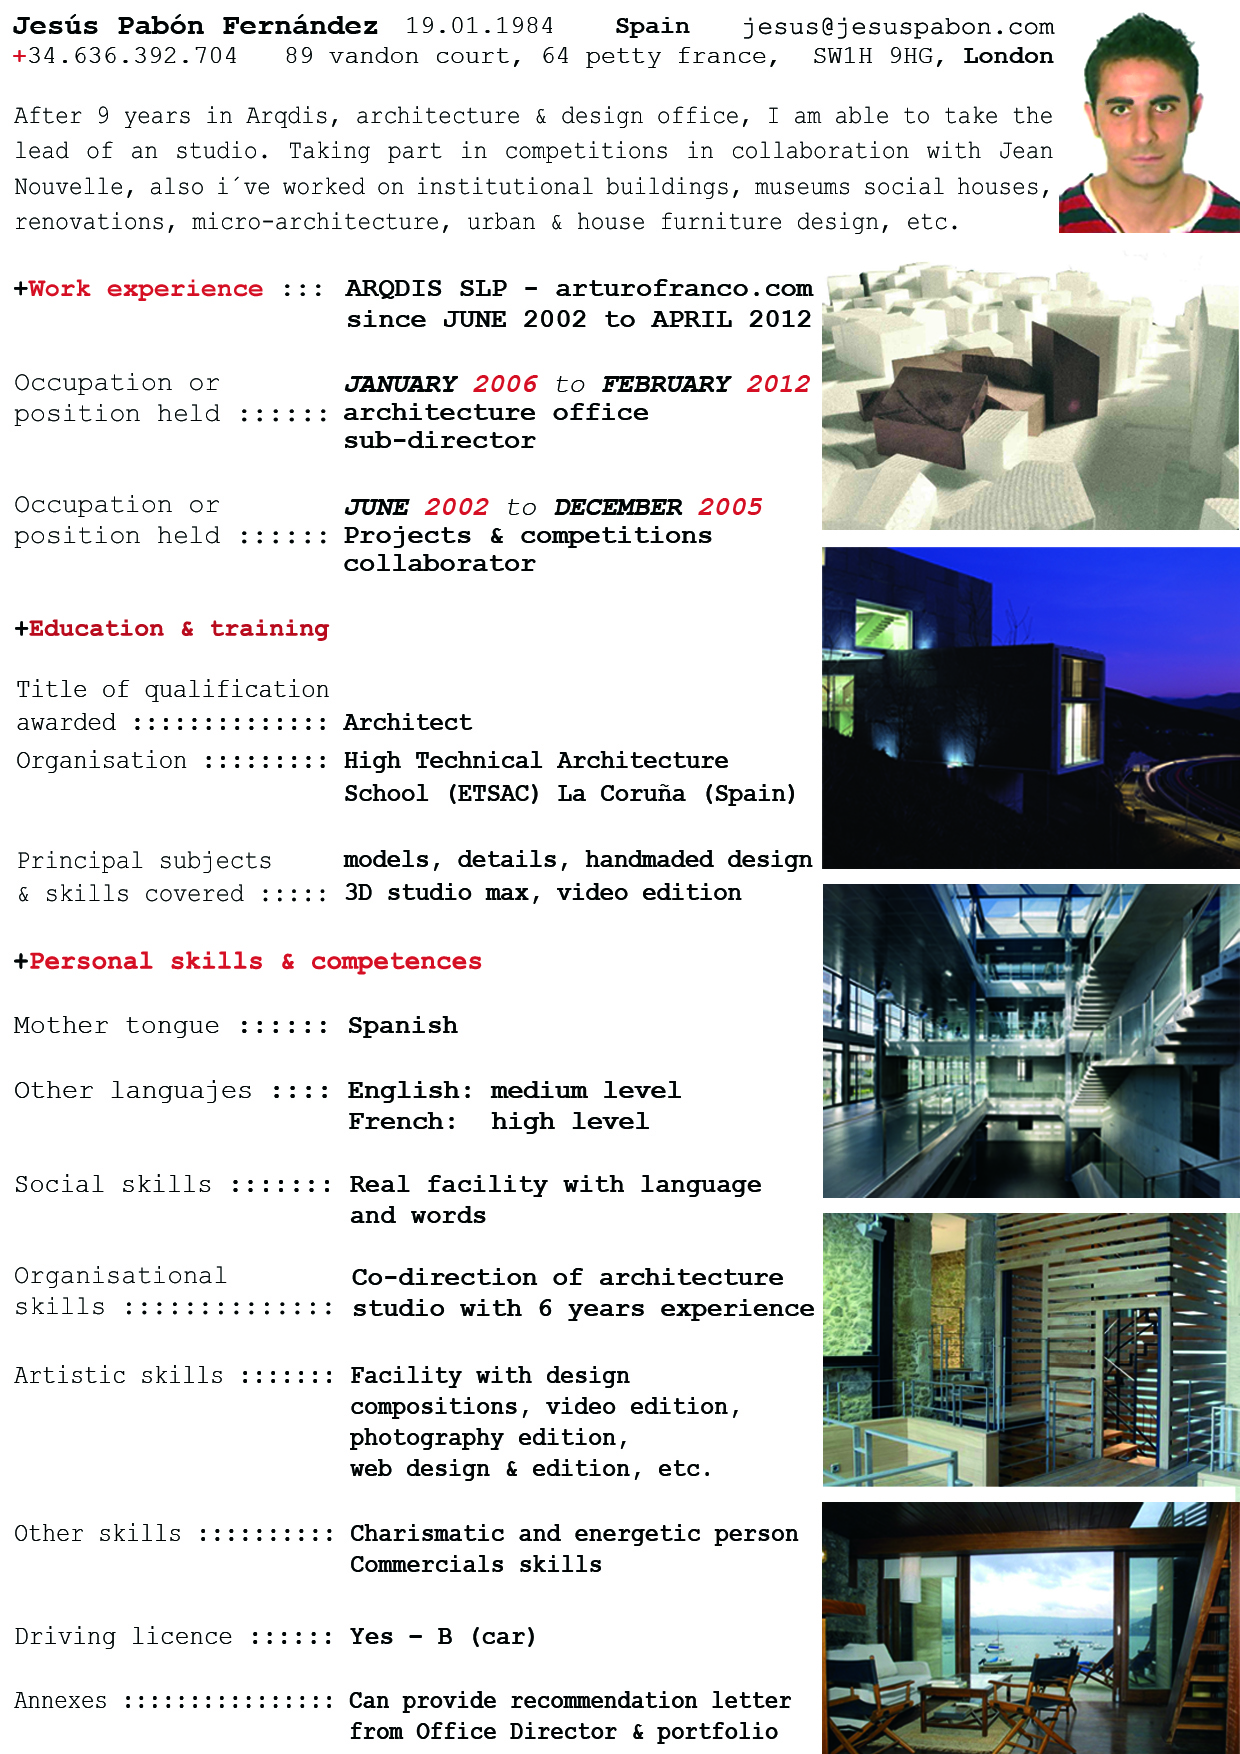 Jesús Pabón Fernández 19.01.1984 Spain jesus@jesuspabon.com
+34.636.392.704 89 vandon court, 64 petty france, SW1H 9HG, London
After 9 years in Arqdis, architecture & design office, I am able to take the
lead of an studio. Taking part in competitions in collaboration with Jean
Nouvelle, also i´ve worked on institutional buildings, museums social houses,
renovations, micro-architecture, urban & house furniture design, etc.
+Work experience ::: ARQDIS SLP - arturofranco.com
since JUNE 2002 to APRIL 2012
Occupation or JANUARY 2006 to FEBRUARY 2012
position held :::::: architecture office
sub-director
Occupation or JUNE 2002 to DECEMBER 2005
position held :::::: Projects & competitions
collaborator
+Education & training
Title of qualification
awarded :::::::::::::: Architect
Organisation ::::::::: High Technical Architecture
School (ETSAC) La Coruña (Spain)
Principal subjects models, details, handmaded design
& skills covered ::::: 3D studio max, video edition
+Personal skills & competences
Mother tongue :::::: Spanish
Other languajes :::: English: medium level
French: high level
Social skills ::::::: Real facility with language
and words
Organisational Co-direction of architecture
skills :::::::::::::: studio with 6 years experience
Artistic skills ::::::: Facility with design
compositions, video edition,
photography edition,
web design & edition, etc.
Other skills :::::::::: Charismatic and energetic person
Commercials skills
Driving licence :::::: Yes – B (car)
Annexes :::::::::::::::: Can provide recommendation letter
from Office Director & portfolio